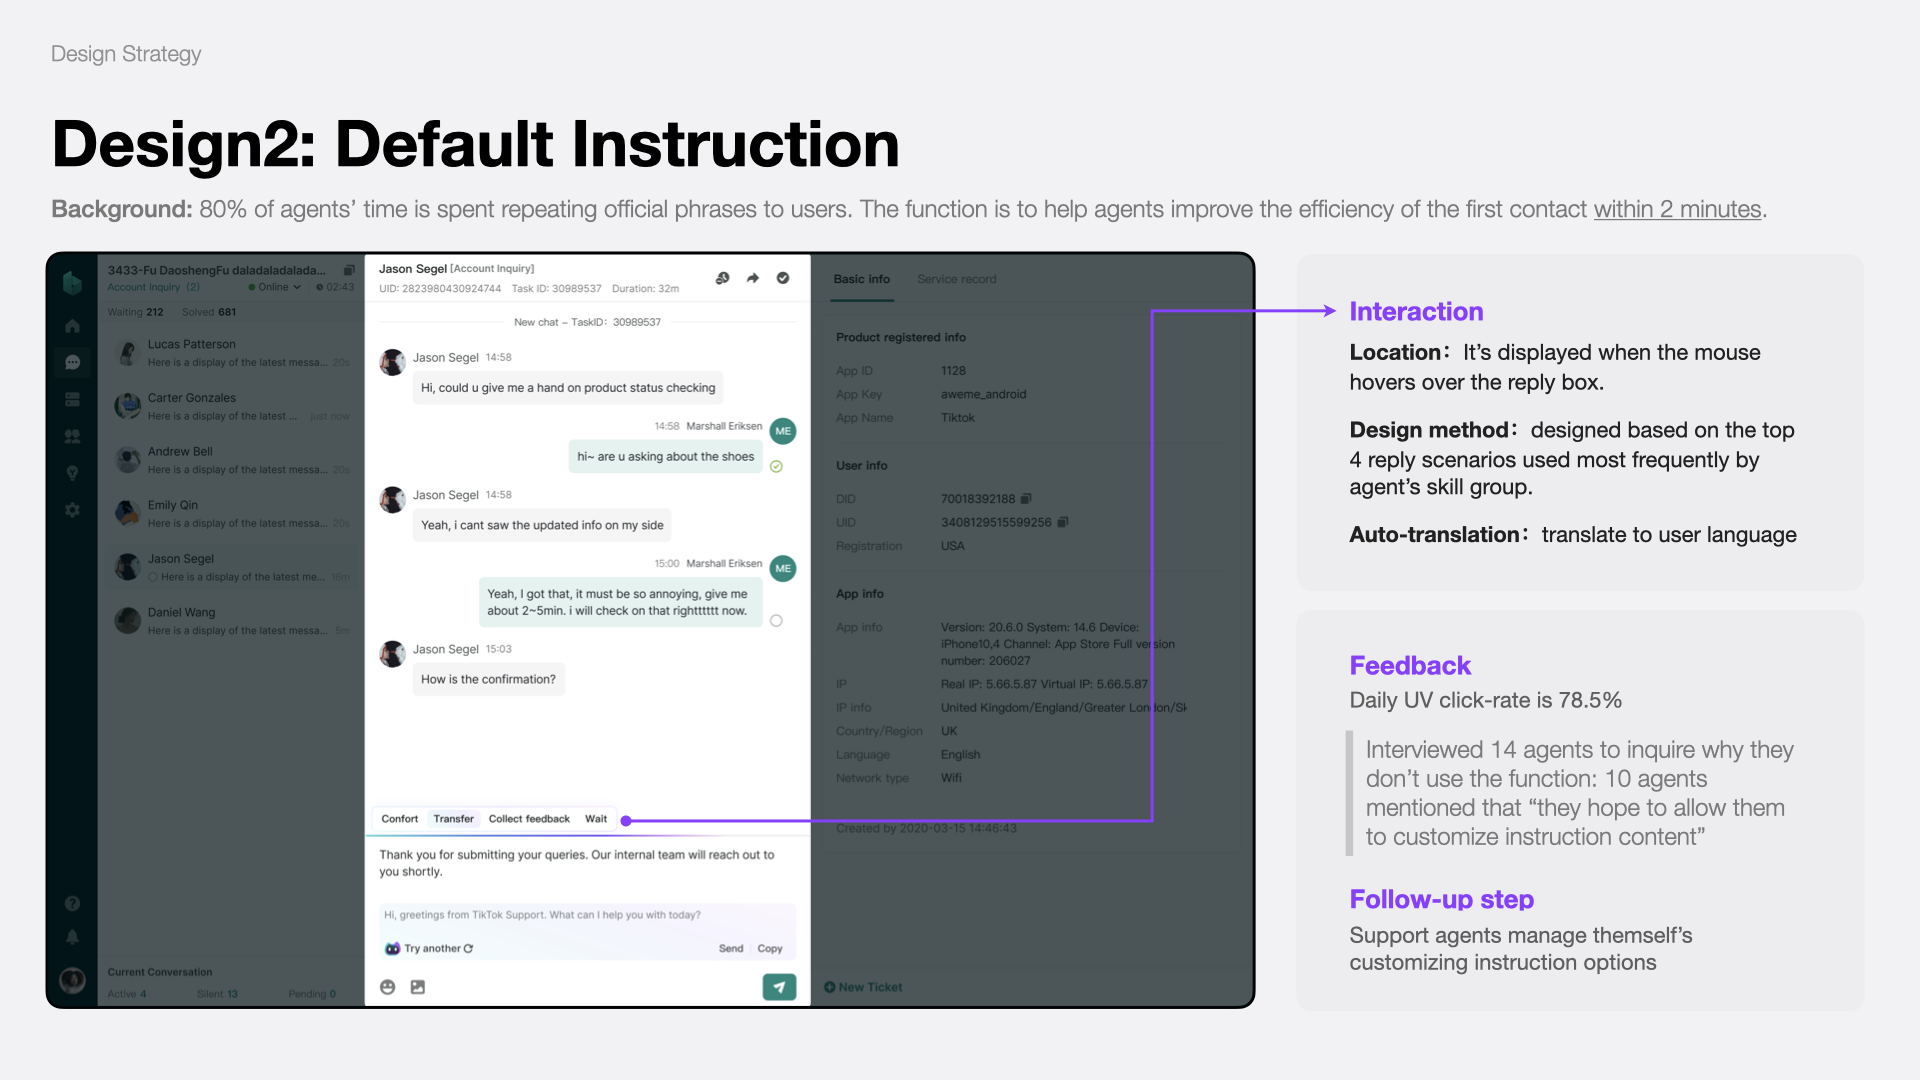 Design Strategy
Design2: Default Instruction
Background: 80% of agents’ time is spent repeating official phrases to users. The function is to help agents improve the efficiency of the first contact within 2 minutes.
3433-Fu DaoshengFu daladaladalada...
Account Inquiry (2)
Online
02:43
Waiting 212 Solved 681
Lucas Patterson
Here is a display of the latest messa... 20s
Carter Gonzales
Here is a display of the latest ... just now
Andrew Bell
Here is a display of the latest messa... 20s
Emily Qin
Here is a display of the latest messa... 20s
Jason Segel
Here is a display of the latest me... 16m
Daniel Wang
Here is a display of the latest messa... 5m
Current Conversation
Active 4 Silent 13 Pending 0
Jason Segel [Account Inquiry]
UID: 2823980430924744 Task ID: 30989537 Duration: 32m
New chat – TaskID: 30989537
Jason Segel 14:58
Hi, could u give me a hand on product status checking
14:58 Marshall Eriksen
ME
hi~ are u asking about the shoes
Jason Segel 14:58
Yeah, i cant saw the updated info on my side
15:00 Marshall Eriksen
ME
Yeah, I got that, it must be so annoying, give me
about 2~5min. i will check on that rightttttt now.
Jason Segel 15:03
How is the confirmation?
Confort Transfer Collect feedback Wait
Thank you for submitting your queries. Our internal team will reach out to
you shortly.
Hi, greetings from TikTok Support. What can I help you with today?
Try another
Send Copy
Basic info Service record
Product registered info
App ID 1128
App Key aweme_android
App Name Tiktok
User info
DID 70018392188
UID 3408129515599256
Registration USA
App info
App info Version: 20.6.0 System: 14.6 Device:
iPhone10,4 Channel: App Store Full version
number: 206027
IP Real IP: 5.66.5.87 Virtual IP: 5.66.5.87
IP info United Kingdom/England/Greater London/Sk
Country/Region UK
Language English
Network type Wifi
Created by 2020-03-15 14:46:43
New Ticket
Interaction
Location：It’s displayed when the mouse
hovers over the reply box.
Design method：designed based on the top
4 reply scenarios used most frequently by
agent’s skill group.
Auto-translation：translate to user language
Feedback
Daily UV click-rate is 78.5%
Interviewed 14 agents to inquire why they
don’t use the function: 10 agents
mentioned that “they hope to allow them
to customize instruction content”
Follow-up step
Support agents manage themself’s
customizing instruction options